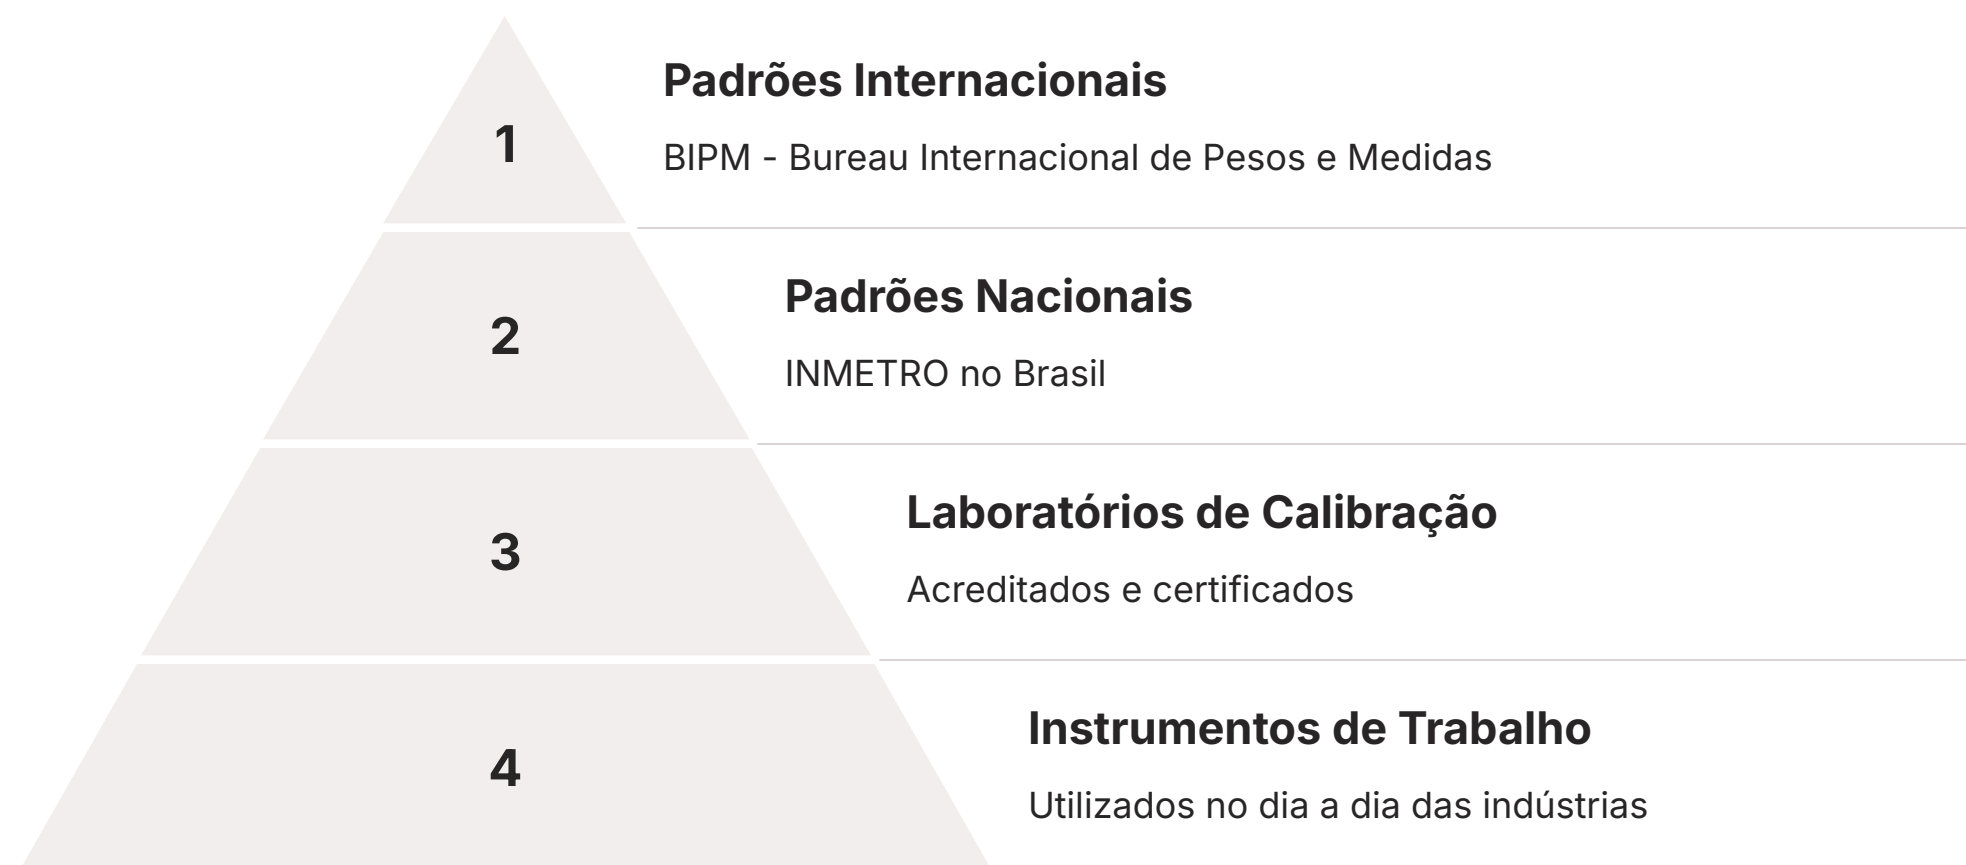 1
Padrões Internacionais
BIPM - Bureau Internacional de Pesos e Medidas
2
Padrões Nacionais
INMETRO no Brasil
3
Laboratórios de Calibração
Acreditados e certificados
4
Instrumentos de Trabalho
Utilizados no dia a dia das indústrias